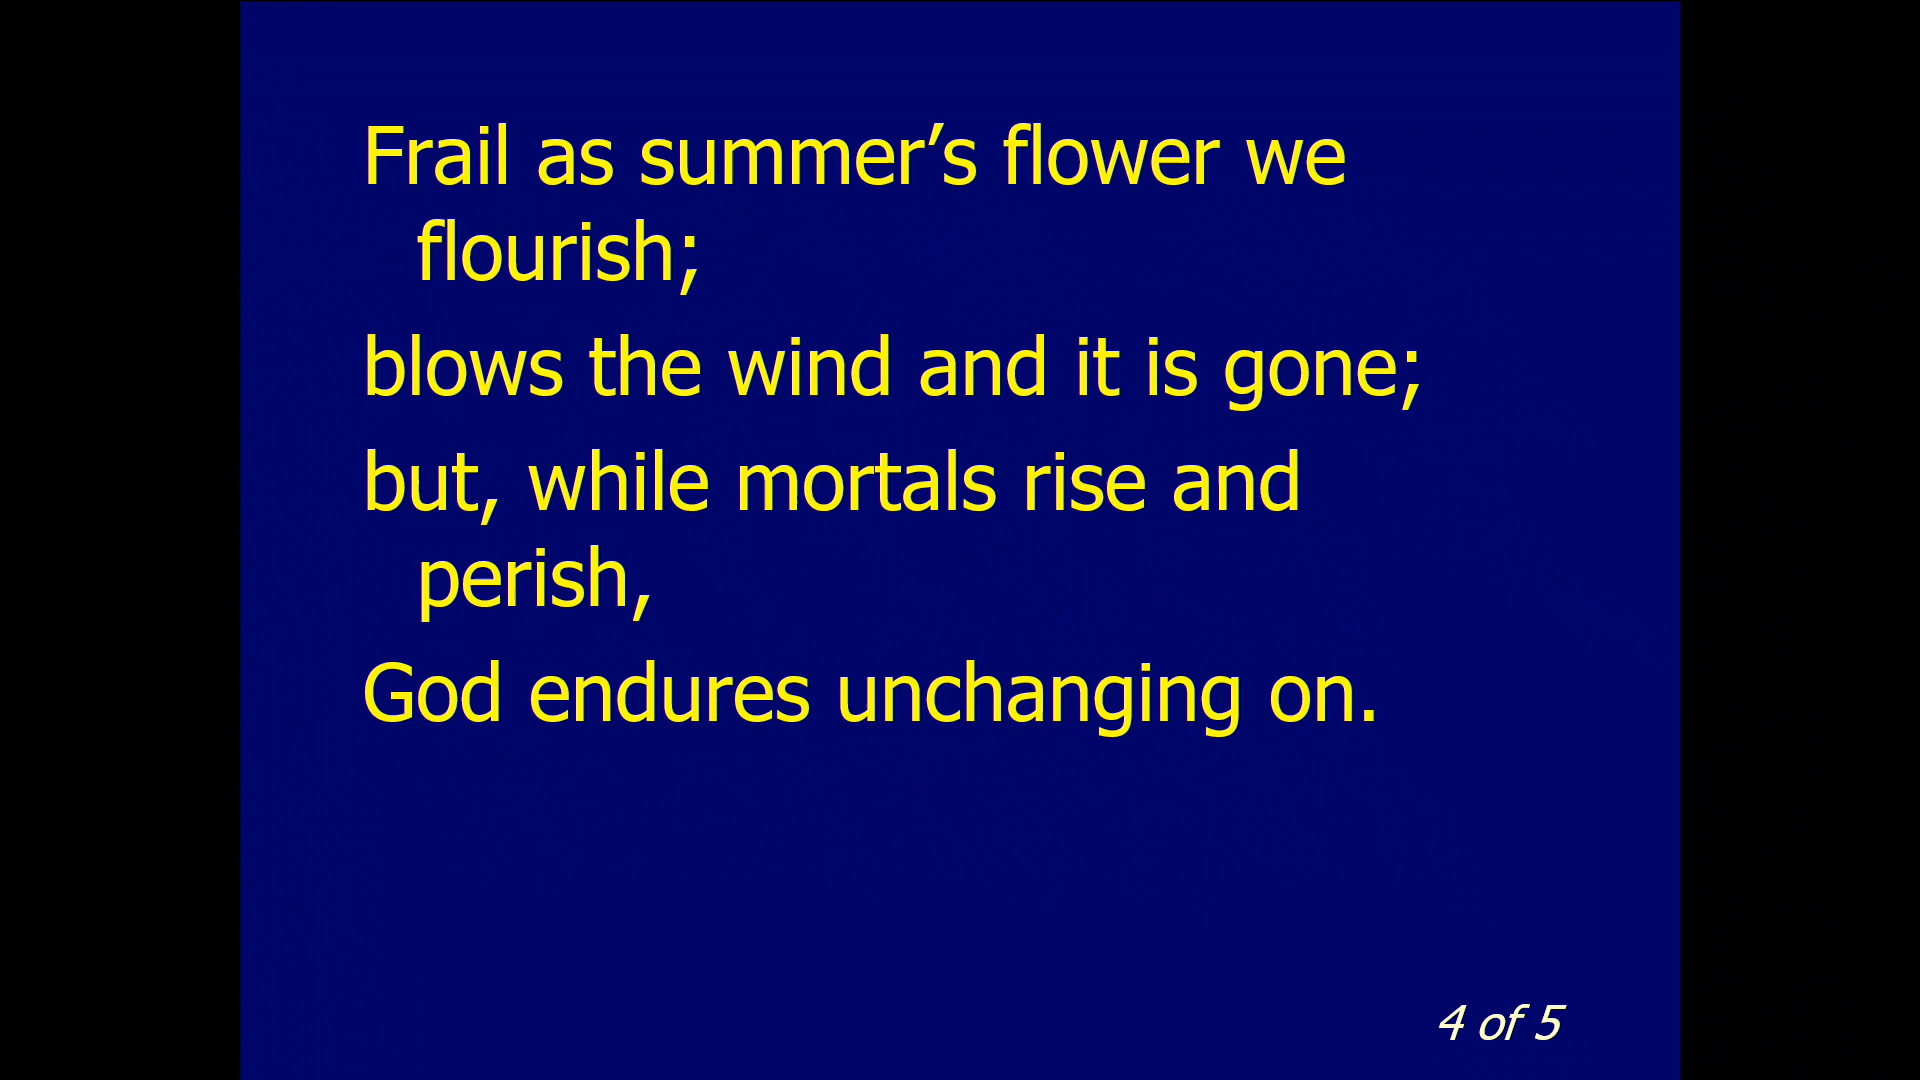 Frail as summer’s flower we
flourish;
blows the wind and it is gone;
but, while mortals rise and
perish,
God endures unchanging on.
4 of 5